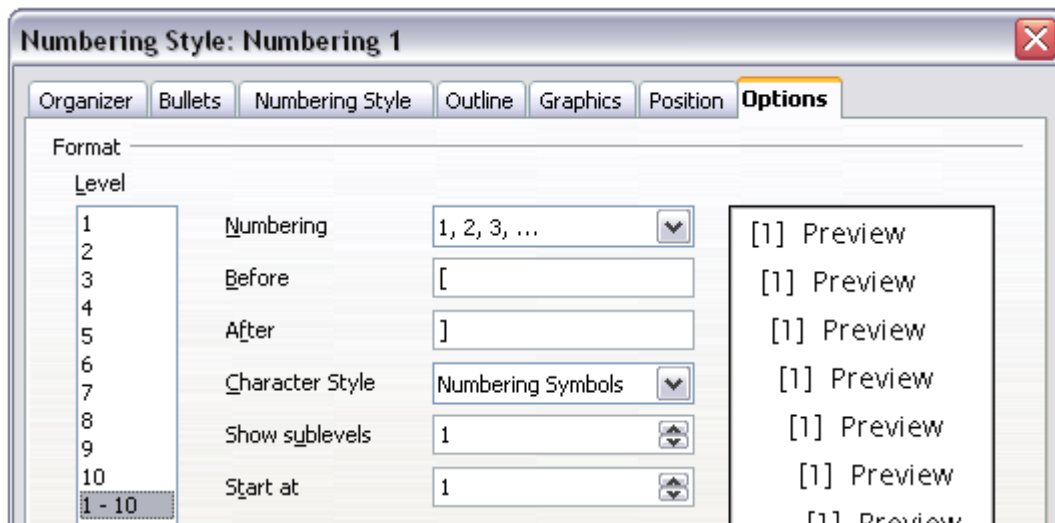 Numbering Style: Numbering 1
Organizer Bullets Numbering Style Outline Graphics Position Options
Format
Level
1
2
3
4
5
6
7
8
9
10
1 - 10
Numbering 1, 2, 3, ...
Before [
After ]
Character Style Numbering Symbols
Show sublevels 1
Start at 1
[1] Preview
[1] Preview
[1] Preview
[1] Preview
[1] Preview
[1] Preview
[1] Preview